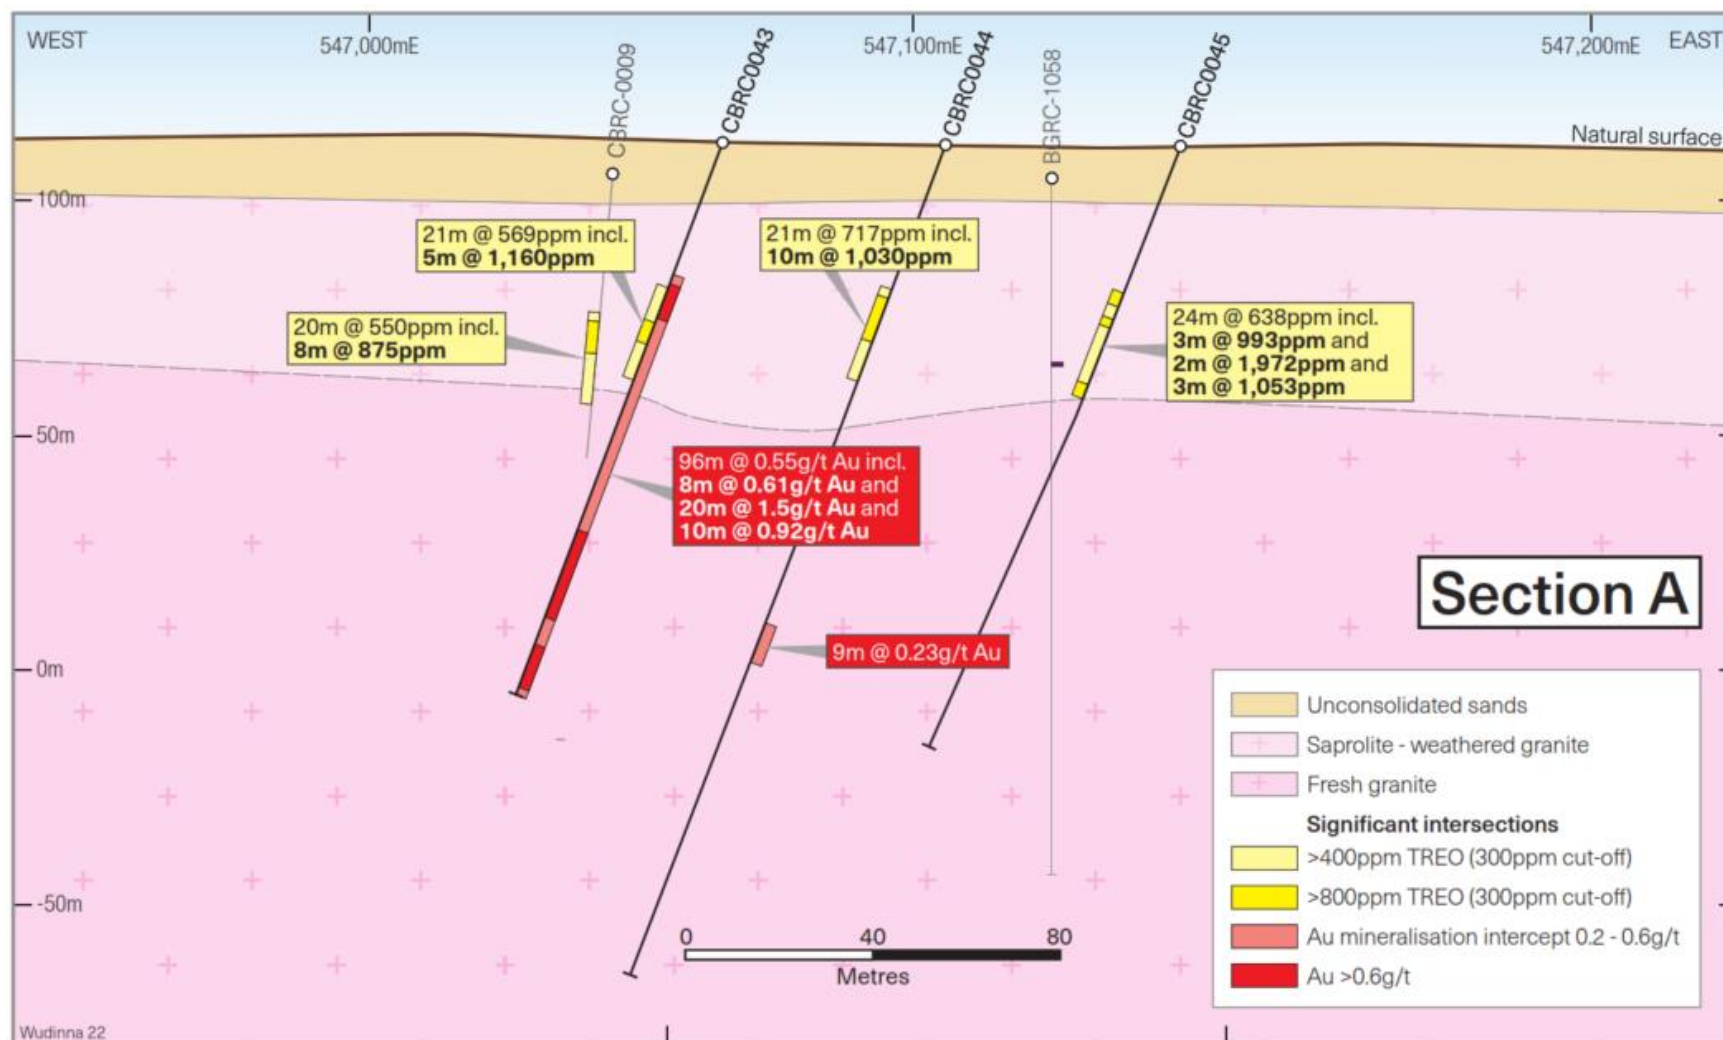 WEST
547,000mE
547,100mE
547,200mE
EAST
CBRC-0009
CBRC0043
CBRC0044
BGRC-1058
CBRC0045
Natural surface
100m
21m @ 569ppm incl.
5m @ 1,160ppm
21m @ 717ppm incl.
10m @ 1,030ppm
20m @ 550ppm incl.
8m @ 875ppm
24m @ 638ppm incl.
3m @ 993ppm and
2m @ 1,972ppm and
3m @ 1,053ppm
50m
96m @ 0.55g/t Au incl.
8m @ 0.61g/t Au and
20m @ 1.5g/t Au and
10m @ 0.92g/t Au
Section A
9m @ 0.23g/t Au
0m
Unconsolidated sands
Saprolite - weathered granite
Fresh granite
Significant intersections
>400ppm TREO (300ppm cut-off)
>800ppm TREO (300ppm cut-off)
Au mineralisation intercept 0.2 - 0.6g/t
Au >0.6g/t
-50m
0 40 80
Metres
Wudinna 22